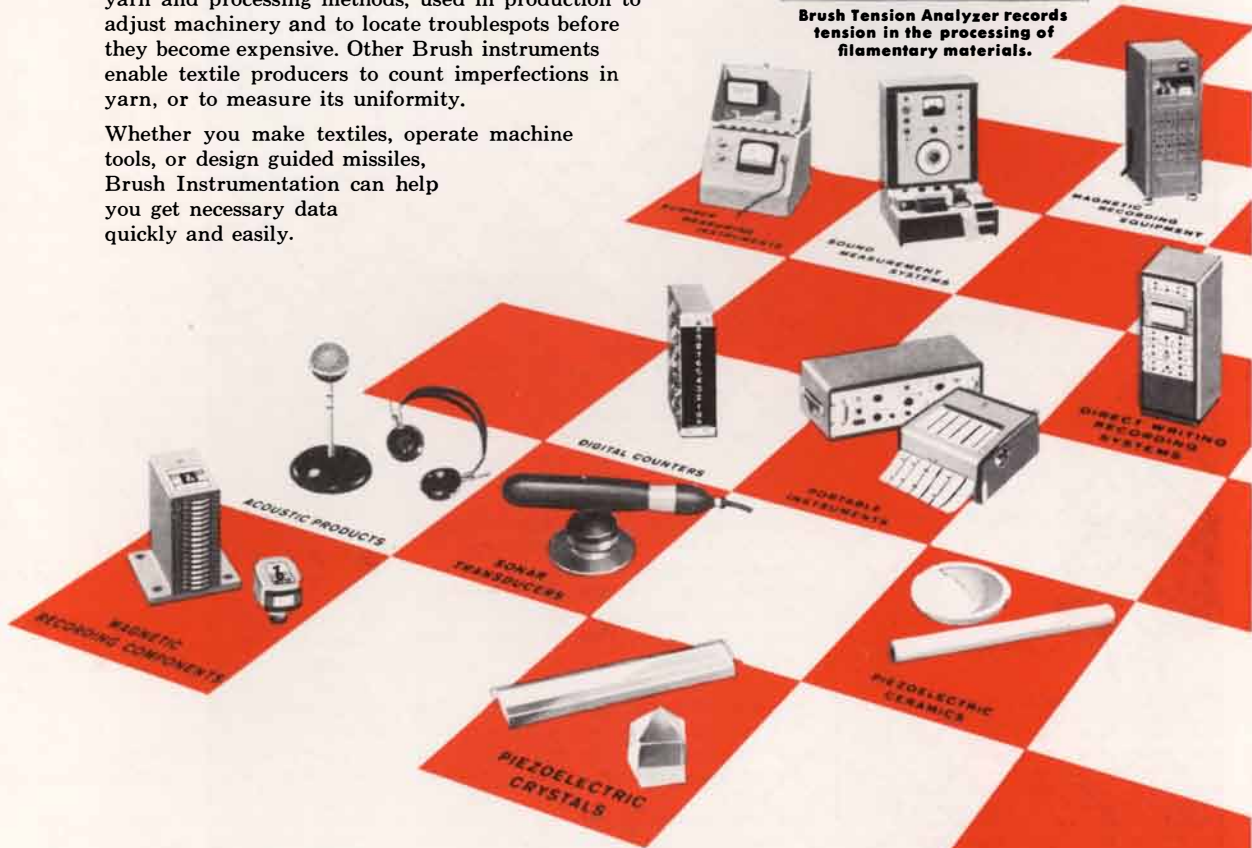 yarn and processing methods, used in production to
adjust machinery and to locate troublespots before
they become expensive. Other Brush instruments
enable textile producers to count imperfections in
yarn, or to measure its uniformity.
Whether you make textiles, operate machine
tools, or design guided missiles,
Brush Instrumentation can help
you get necessary data
quickly and easily.
Brush Tension Analyzer records
tension in the processing of
filamentary materials.
SURFACE
MEASURING
INSTRUMENTS
SOUND
MEASUREMENT
SYSTEMS
MAGNETIC
RECORDING
EQUIPMENT
DIGITAL COUNTERS
PORTABLE
INSTRUMENTS
DIRECT WRITING
RECORDING
SYSTEMS
ACOUSTIC PRODUCTS
SONAR
TRANSDUCERS
MAGNETIC
RECORDING COMPONENTS
PIEZOELECTRIC
CERAMICS
PIEZOELECTRIC
CRYSTALS